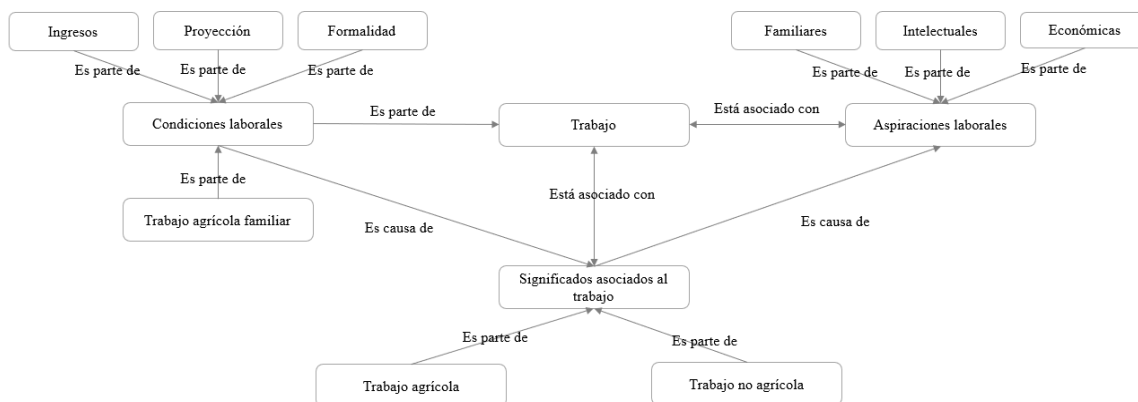 Ingresos
Proyección
Formalidad
Familiares
Intelectuales
Económicas
Es parte de
Es parte de
Es parte de
Es parte de
Es parte de
Es parte de
Condiciones laborales
Es parte de
Trabajo
Está asociado con
Aspiraciones laborales
Es parte de
Está asociado con
Trabajo agrícola familiar
Es causa de
Es causa de
Significados asociados al
trabajo
Es parte de
Es parte de
Trabajo agrícola
Trabajo no agrícola